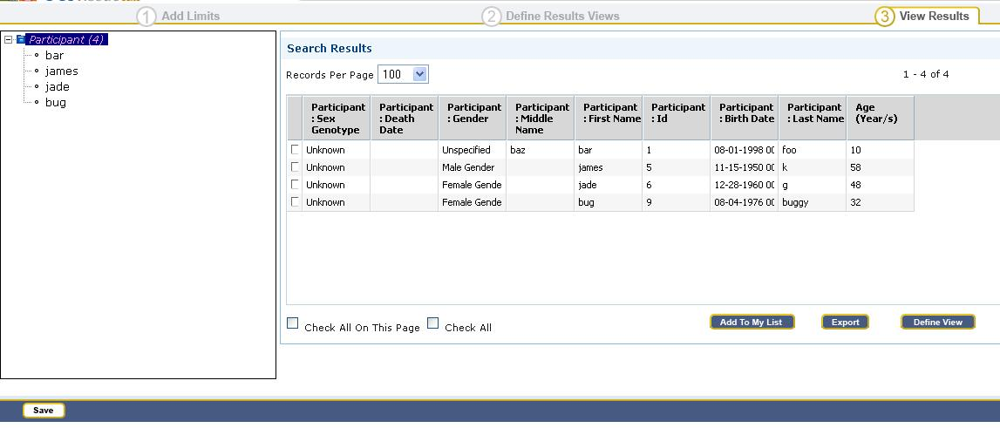 1 Add Limits
2 Define Results Views
3 View Results
Participant (4)
bar
james
jade
bug
Search Results
Records Per Page 100
1 - 4 of 4
Participant : Sex Genotype
Participant : Death Date
Participant : Gender
Participant : Middle Name
Participant : First Name
Participant : Id
Participant : Birth Date
Participant : Last Name
Age (Year/s)
Unknown Unspecified baz bar 1 08-01-1998 00 foo 10
Unknown Male Gender james 5 11-15-1950 00 k 58
Unknown Female Gende jade 6 12-28-1960 00 g 48
Unknown Female Gende bug 9 08-04-1976 00 buggy 32
Check All On This Page Check All
Add To My List Export Define View
Save